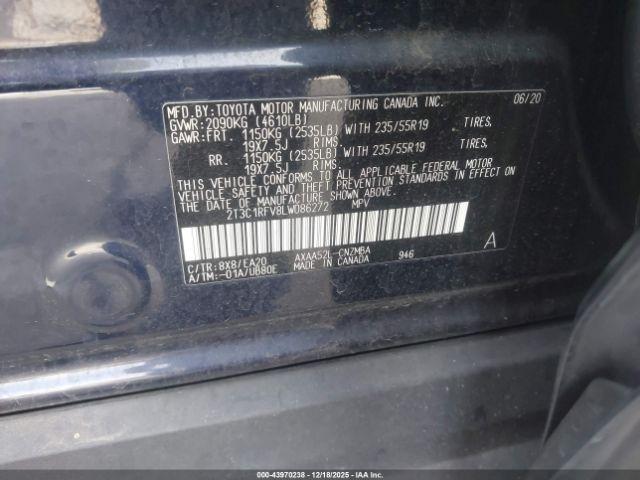 MFD.BY:TOYOTA MOTOR MANUFACTURING CANADA INC. 06/20
GVWR:2090KG (4610LB)
GAWR:FRT. 1150KG (2535LB) WITH 235/55R19 TIRES,
19X7.5J RIMS.
RR. 1150KG (2535LB) WITH 235/55R19 TIRES,
19X7.5J RIMS.
THIS VEHICLE CONFORMS TO ALL APPLICABLE FEDERAL MOTOR
VEHICLE SAFETY AND THEFT PREVENTION STANDARDS IN EFFECT ON
THE DATE OF MANUFACTURE SHOWN ABOVE.
2T3C1RFV8LW086272 MPV
C/TR:8X8/EA20 AXAA52L-CNZMBA 946 A
A/TM:-01A/UB80E MADE IN CANADA
000-43970238 - 12/18/2025 - IAAI.COM